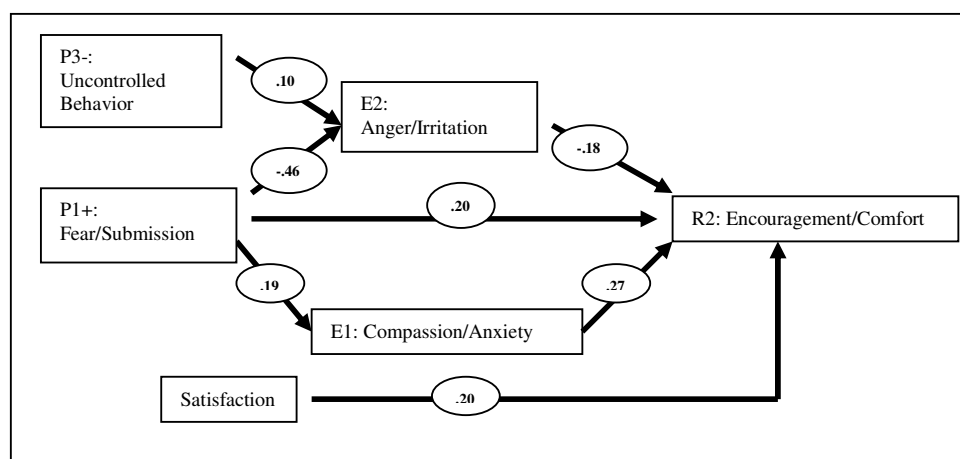 P3-:
Uncontrolled
Behavior
.10
E2:
Anger/Irritation
-.18
-.46
P1+:
Fear/Submission
.20
R2: Encouragement/Comfort
.19
.27
E1: Compassion/Anxiety
Satisfaction
.20